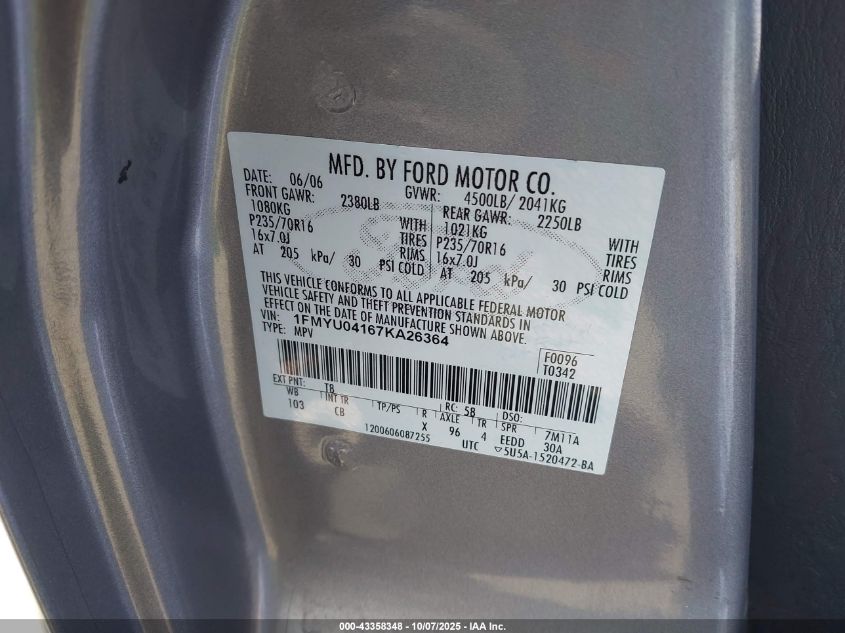 MFD. BY FORD MOTOR CO.
DATE: 06/06 GVWR: 4500LB/ 2041KG
FRONT GAWR: 2380LB REAR GAWR: 2250LB
1080KG WITH 1021KG WITH
P235/70R16 TIRES P235/70R16 TIRES
16x7.0J RIMS 16x7.0J RIMS
AT 205 kPa/ 30 PSI COLD AT 205 kPa/ 30 PSI COLD
THIS VEHICLE CONFORMS TO ALL APPLICABLE FEDERAL MOTOR
VEHICLE SAFETY AND THEFT PREVENTION STANDARDS IN
EFFECT ON THE DATE OF MANUFACTURE SHOWN ABOVE.
VIN: 1FMYU04167KA26364
TYPE: MPV
F0096
T0342
EXT PNT: TB RC: 5B DSO:
WB INT TR TP/PS R AXLE TR SPR 7M11A
103 CB X 96 4 EEDD 30A
1200606087255 UTC ▽5U5A-1520472-BA
Ford
000-43358348 - 10/07/2025 - IAA Inc.